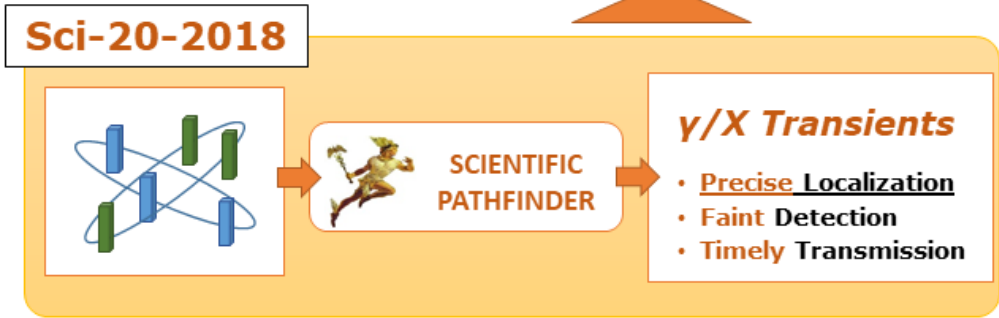 Sci-20-2018
SCIENTIFIC
PATHFINDER
γ/X Transients
• Precise Localization
• Faint Detection
• Timely Transmission